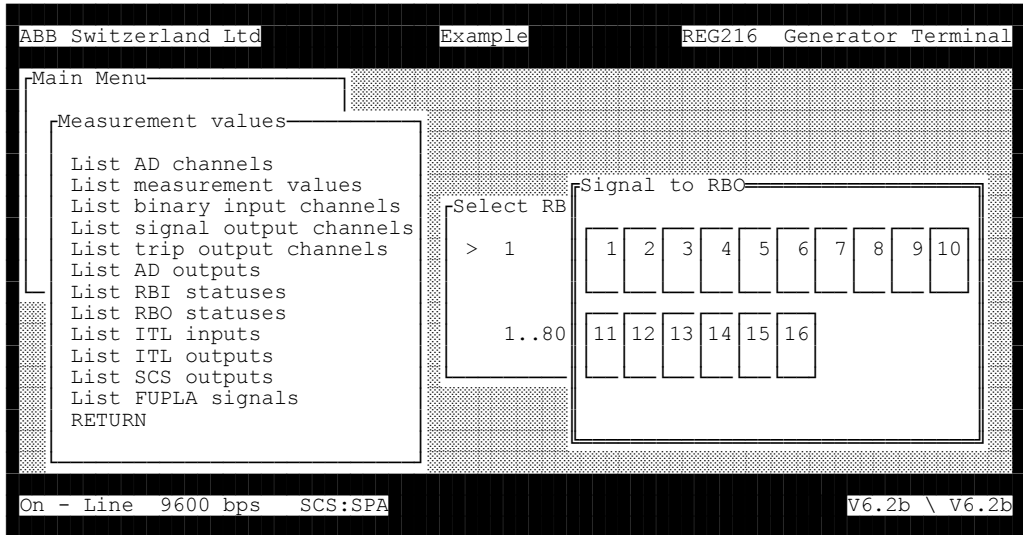 ABB Switzerland Ltd Example REG216 Generator Terminal
Main Menu
Measurement values
List AD channels
List measurement values
List binary input channels
List signal output channels
List trip output channels
List AD outputs
List RBI statuses
List RBO statuses
List ITL inputs
List ITL outputs
List SCS outputs
List FUPLA signals
RETURN
Select RB
> 1
1..80
Signal to RBO
1 2 3 4 5 6 7 8 9 10
11 12 13 14 15 16
On - Line 9600 bps SCS:SPA V6.2b \ V6.2b